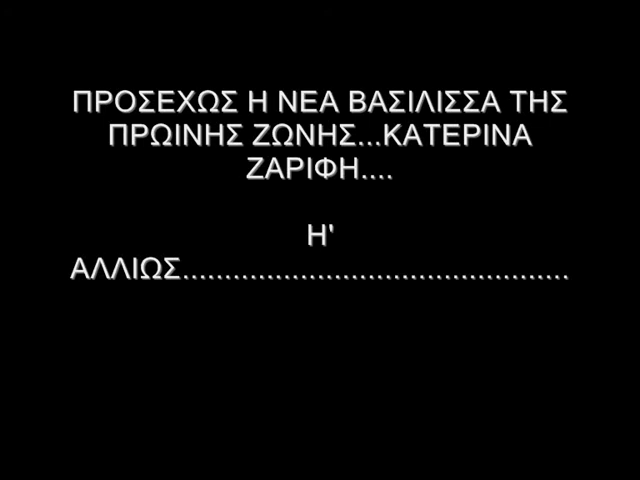 ΠΡΟΣΕΧΩΣ Η ΝΕΑ ΒΑΣΙΛΙΣΣΑ ΤΗΣ
ΠΡΩΙΝΗΣ ΖΩΝΗΣ...ΚΑΤΕΡΙΝΑ
ΖΑΡΙΦΗ....
Η'
ΑΛΛΙΩΣ..............................................